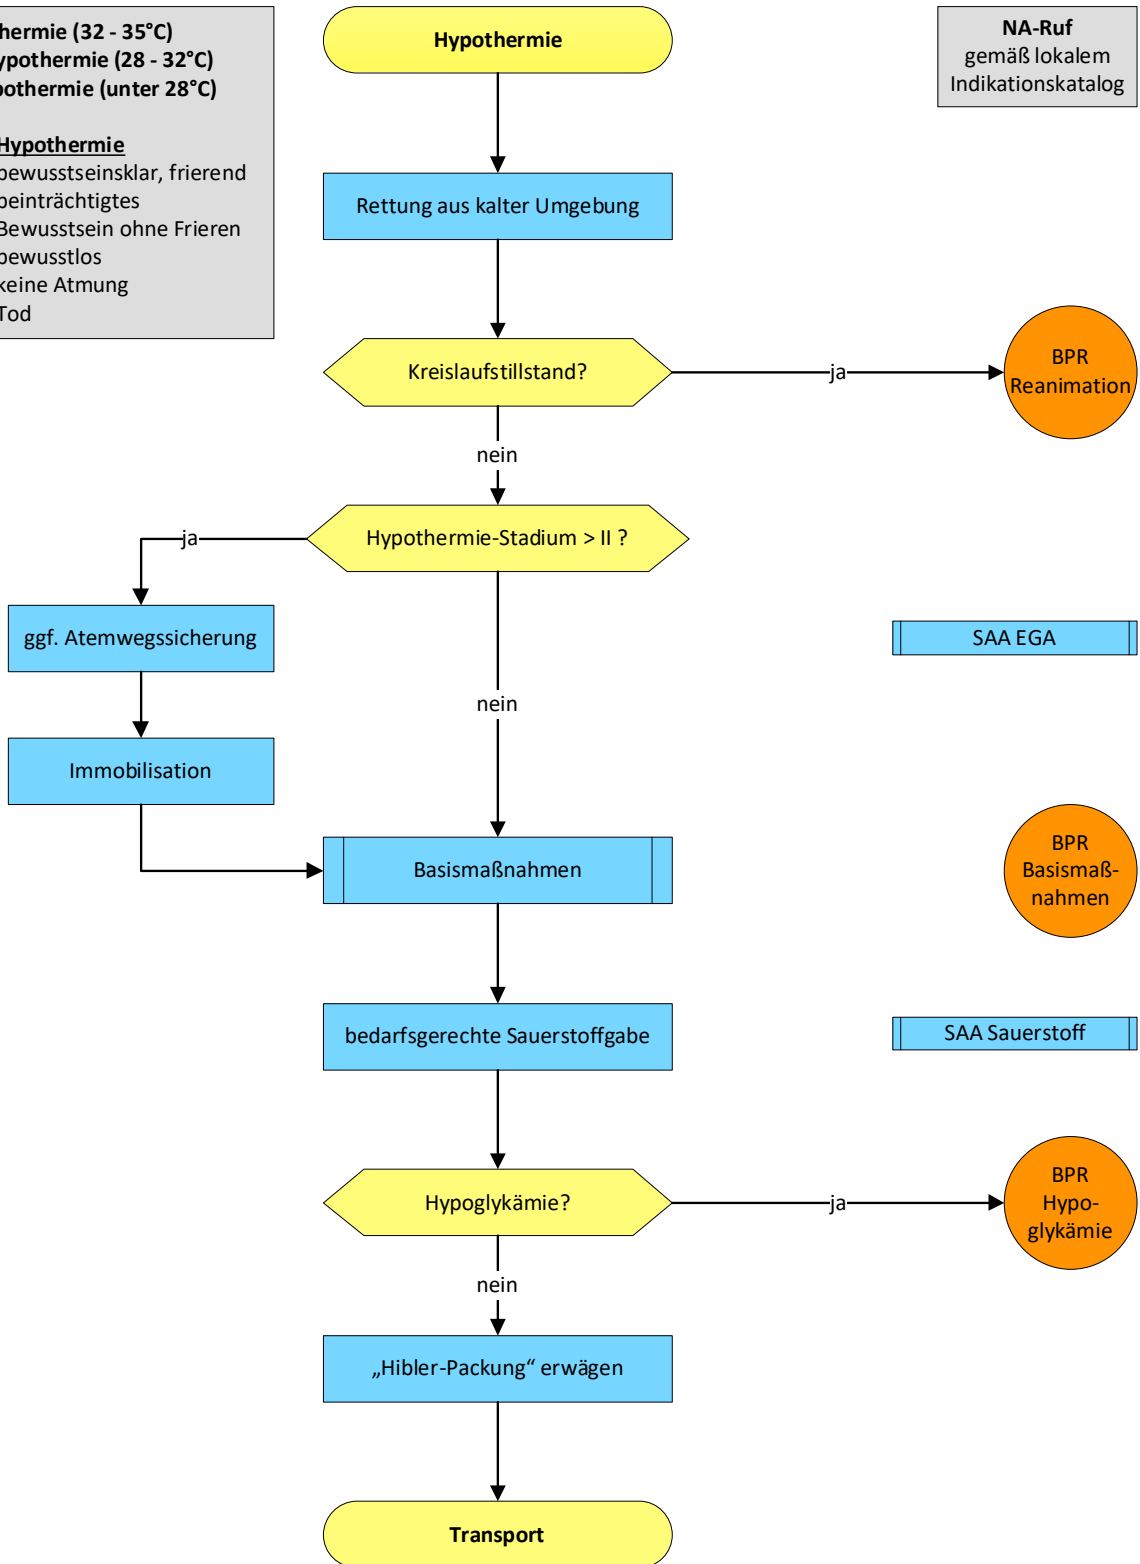 hermie (32 - 35°C)
ypothermie (28 - 32°C)
pothermie (unter 28°C)
Hypothermie
bewusstseinsklar, frierend
beinträchtigtes
Bewusstsein ohne Frieren
bewusstlos
keine Atmung
Tod
Hypothermie
NA-Ruf
gemäß lokalem
Indikationskatalog
Rettung aus kalter Umgebung
Kreislaufstillstand?
ja
BPR
Reanimation
nein
Hypothermie-Stadium > II ?
ja
ggf. Atemwegssicherung
SAA EGA
nein
Immobilisation
Basismaßnahmen
BPR
Basismaß-
nahmen
bedarfsgerechte Sauerstoffgabe
SAA Sauerstoff
Hypoglykämie?
ja
BPR
Hypo-
glykämie
nein
„Hibler-Packung“ erwägen
Transport